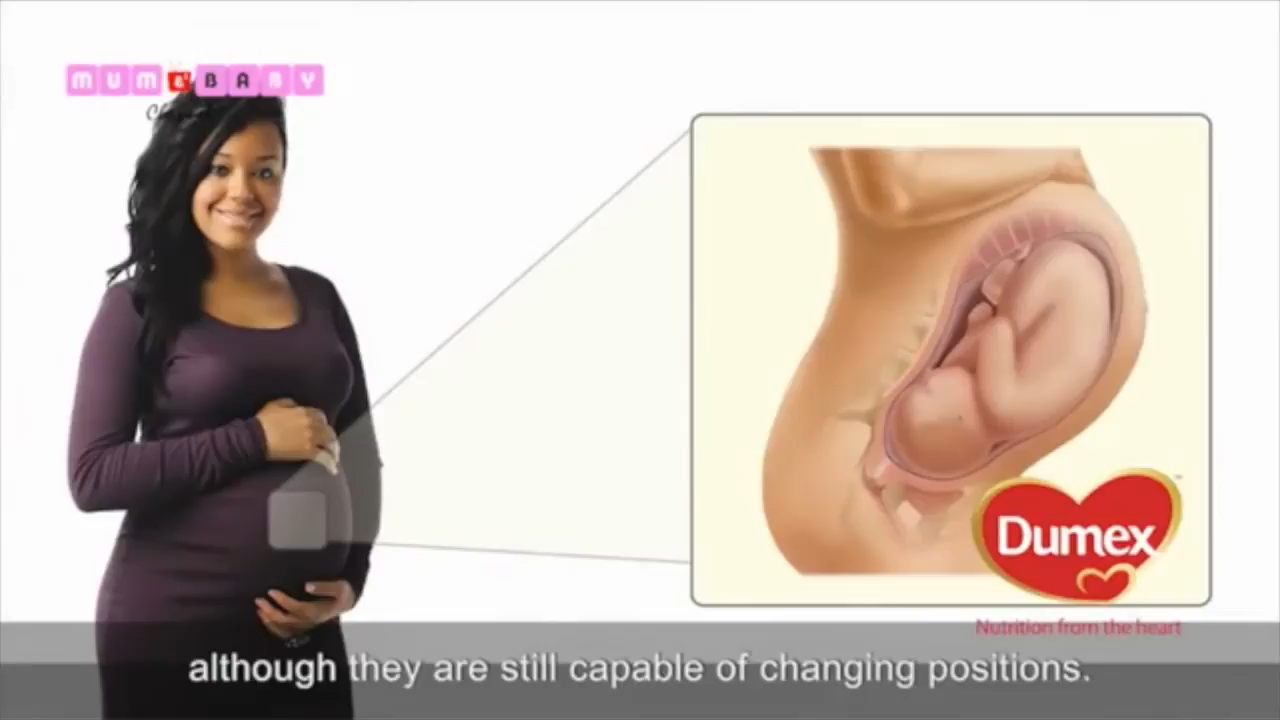 MUM & BABY
Dumex
Nutrition from the heart
although they are still capable of changing positions.